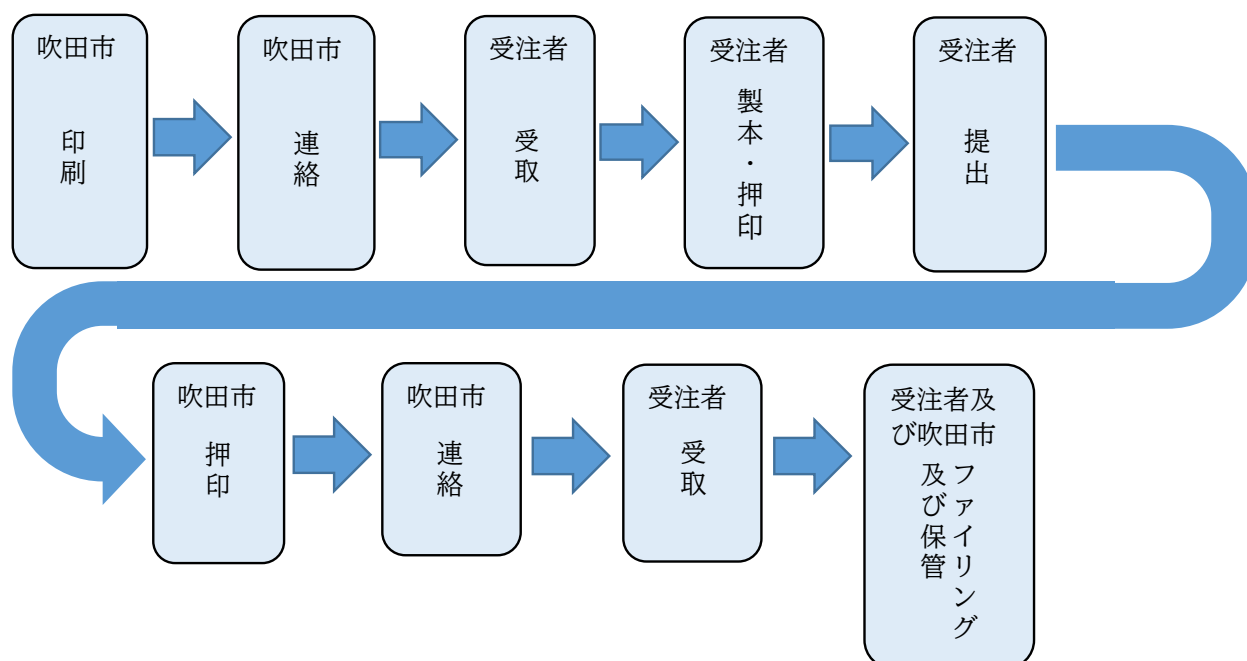 吹田市
印刷
吹田市
連絡
受注者
受取
受注者
製本・押印
受注者
提出
吹田市
押印
吹田市
連絡
受注者
受取
受注者及
び吹田市
ファイリング
及び保管